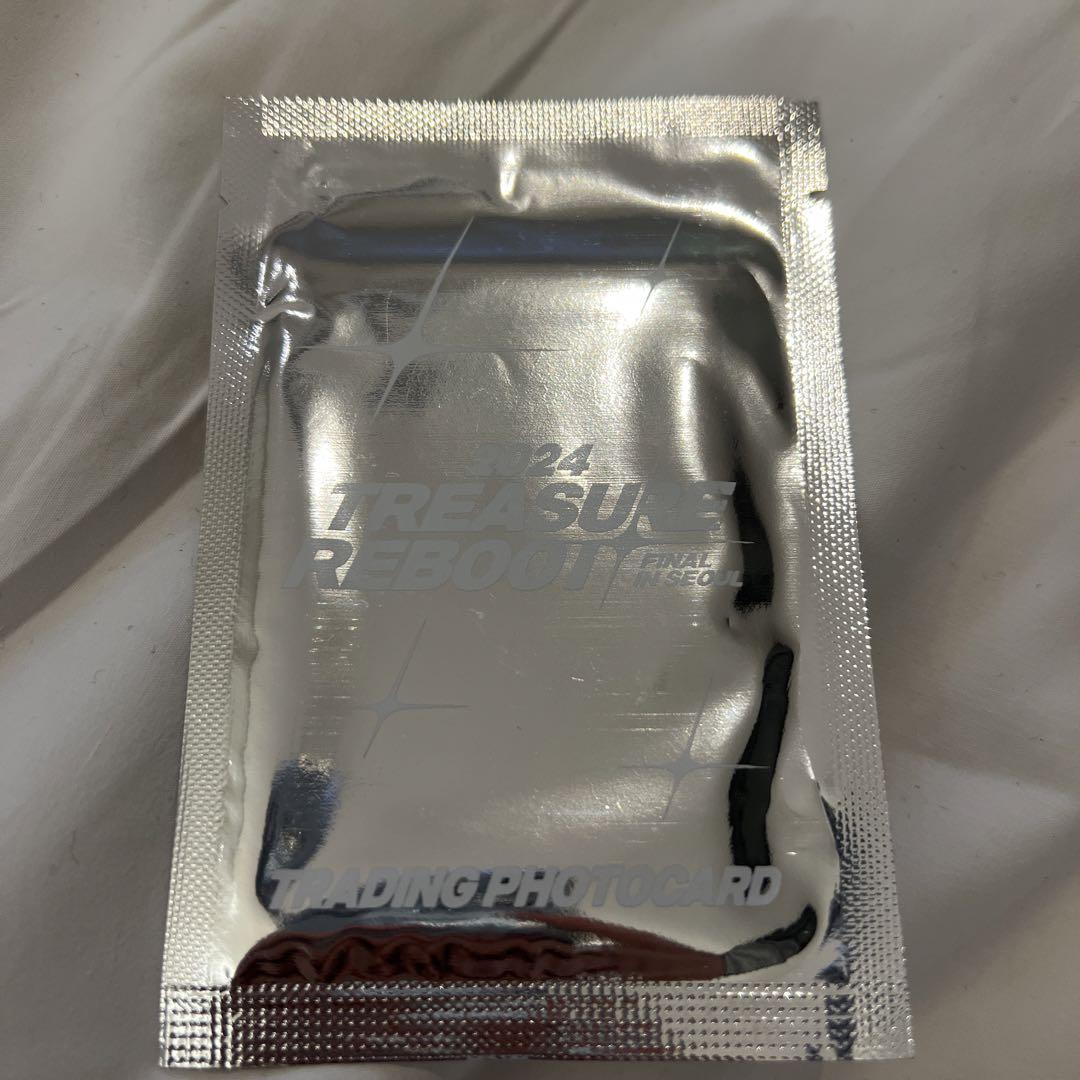 2024
TREASURE
REBOOT FINAL
IN SEOUL
TRADING PHOTOCARD